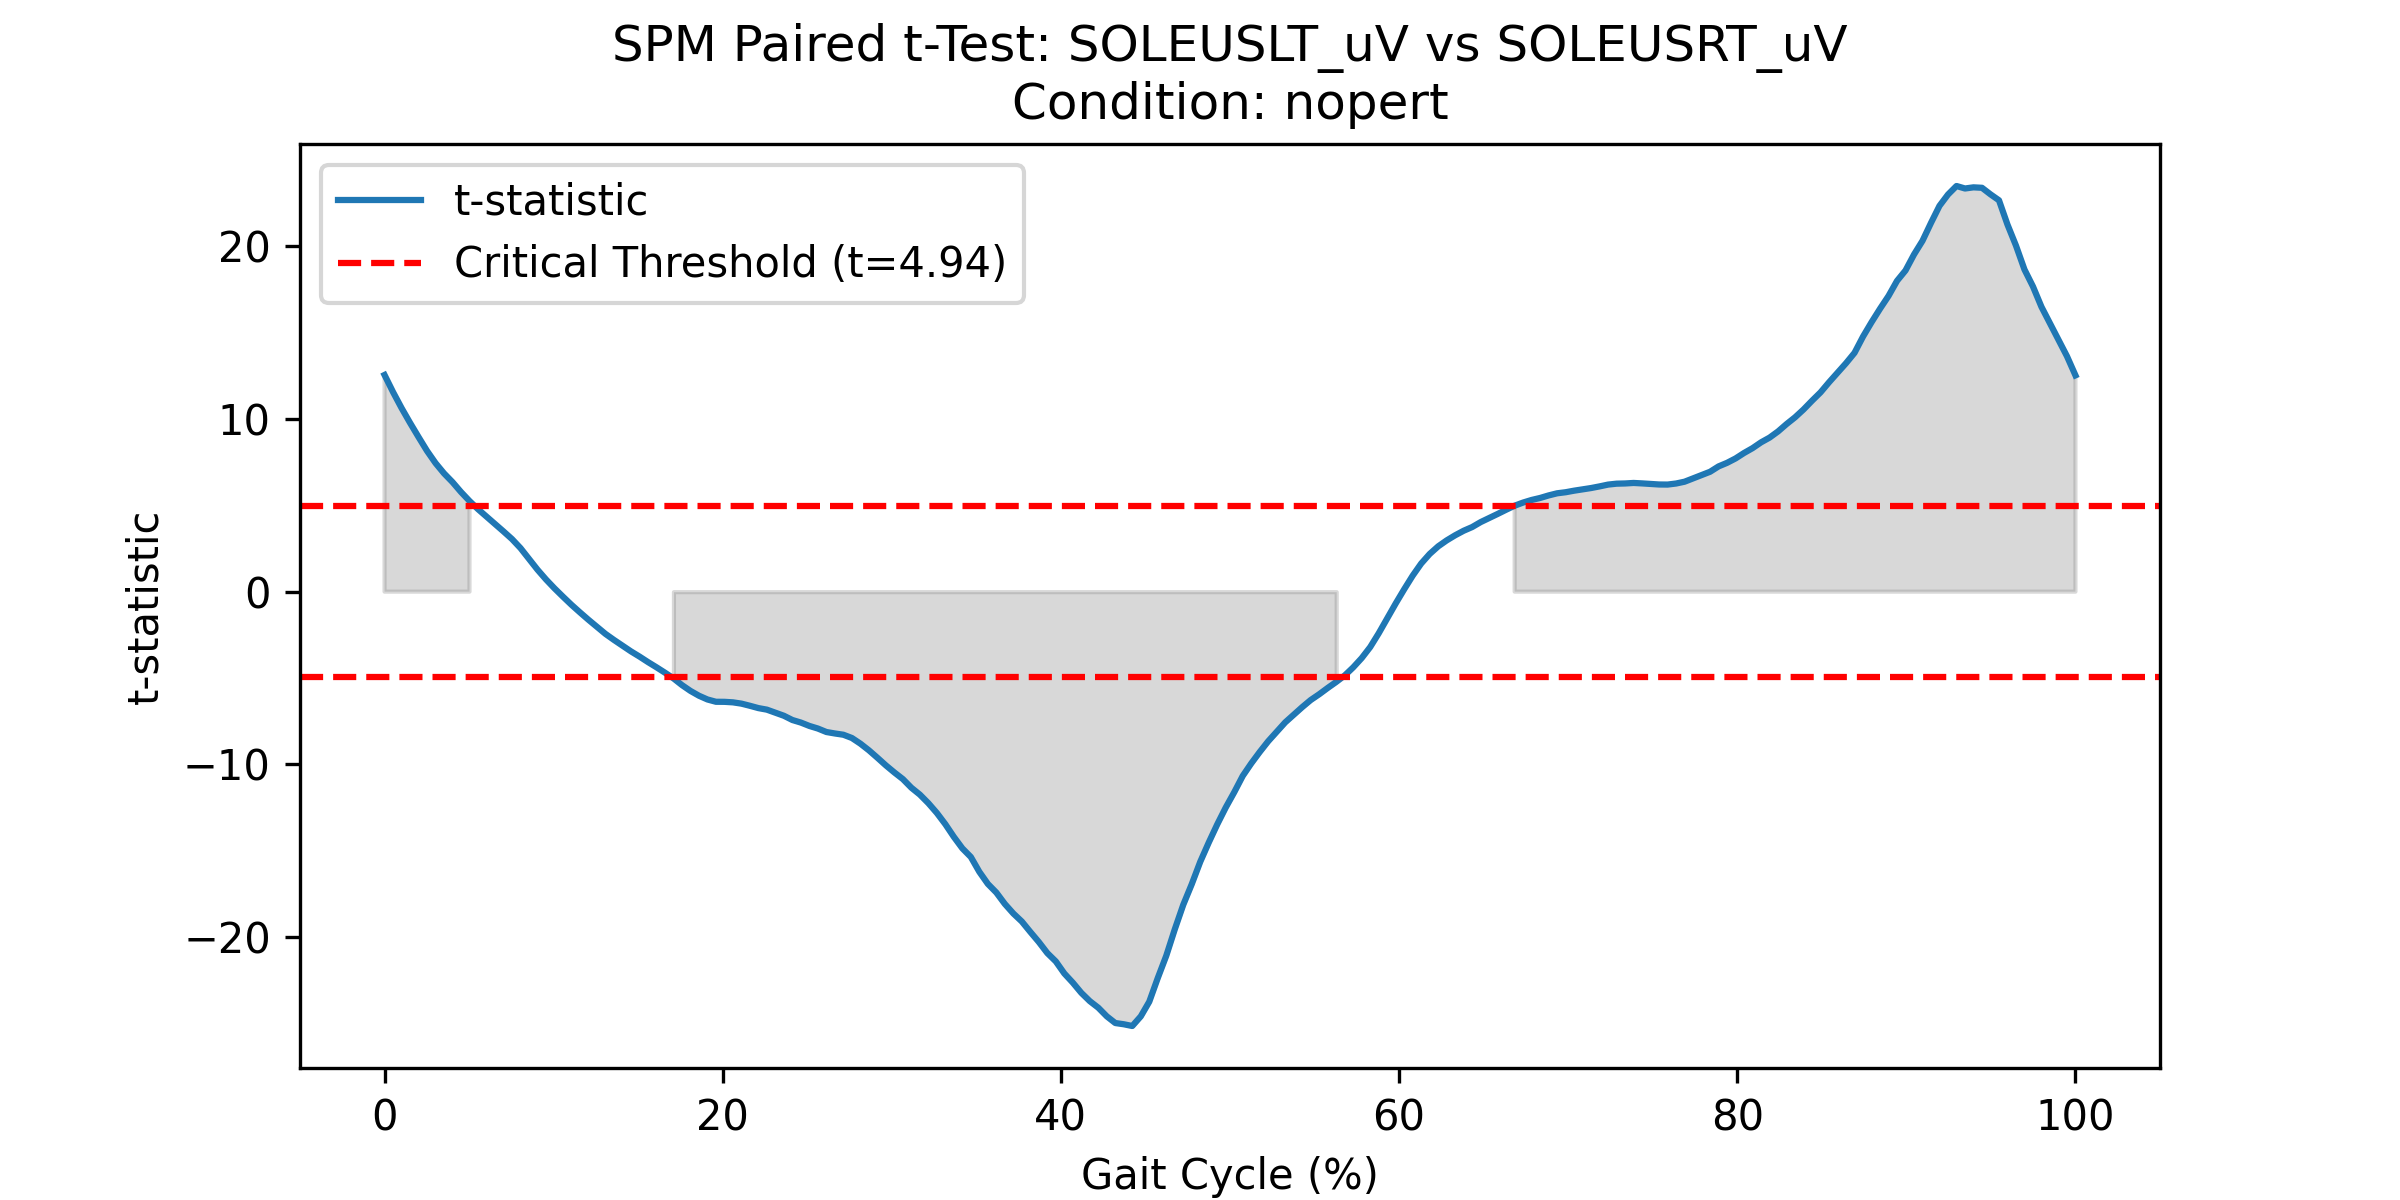 SPM Paired t-Test: SOLEUSLT_uV vs SOLEUSRT_uV
Condition: nopert
t-statistic
Critical Threshold (t=4.94)
20
10
0
−10
−20
t-statistic
0 20 40 60 80 100
Gait Cycle (%)